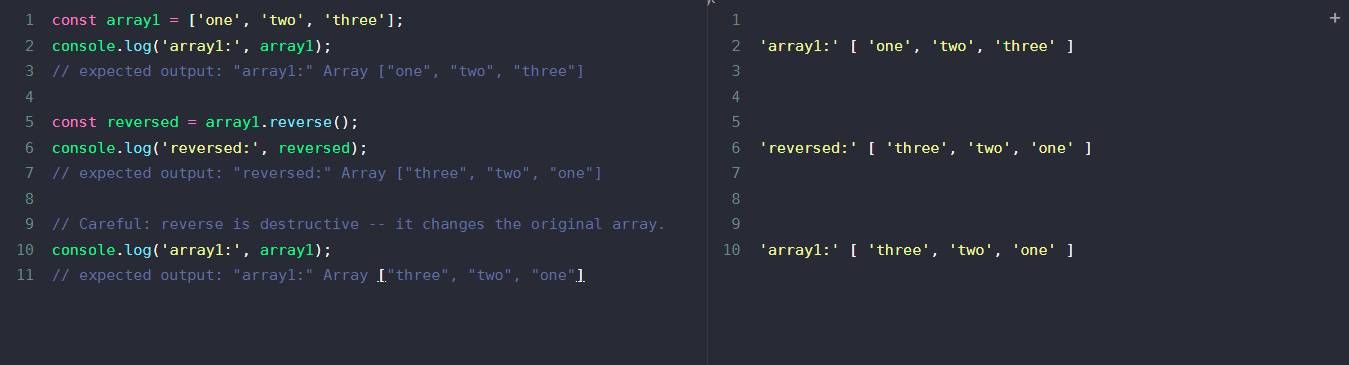 1 const array1 = ['one', 'two', 'three'];
2 console.log('array1:', array1);
3 // expected output: "array1:" Array ["one", "two", "three"]
4
5 const reversed = array1.reverse();
6 console.log('reversed:', reversed);
7 // expected output: "reversed:" Array ["three", "two", "one"]
8
9 // Careful: reverse is destructive -- it changes the original array.
10 console.log('array1:', array1);
11 // expected output: "array1:" Array ["three", "two", "one"]
1
2 'array1:' [ 'one', 'two', 'three' ]
3
4
5
6 'reversed:' [ 'three', 'two', 'one' ]
7
8
9
10 'array1:' [ 'three', 'two', 'one' ]
+